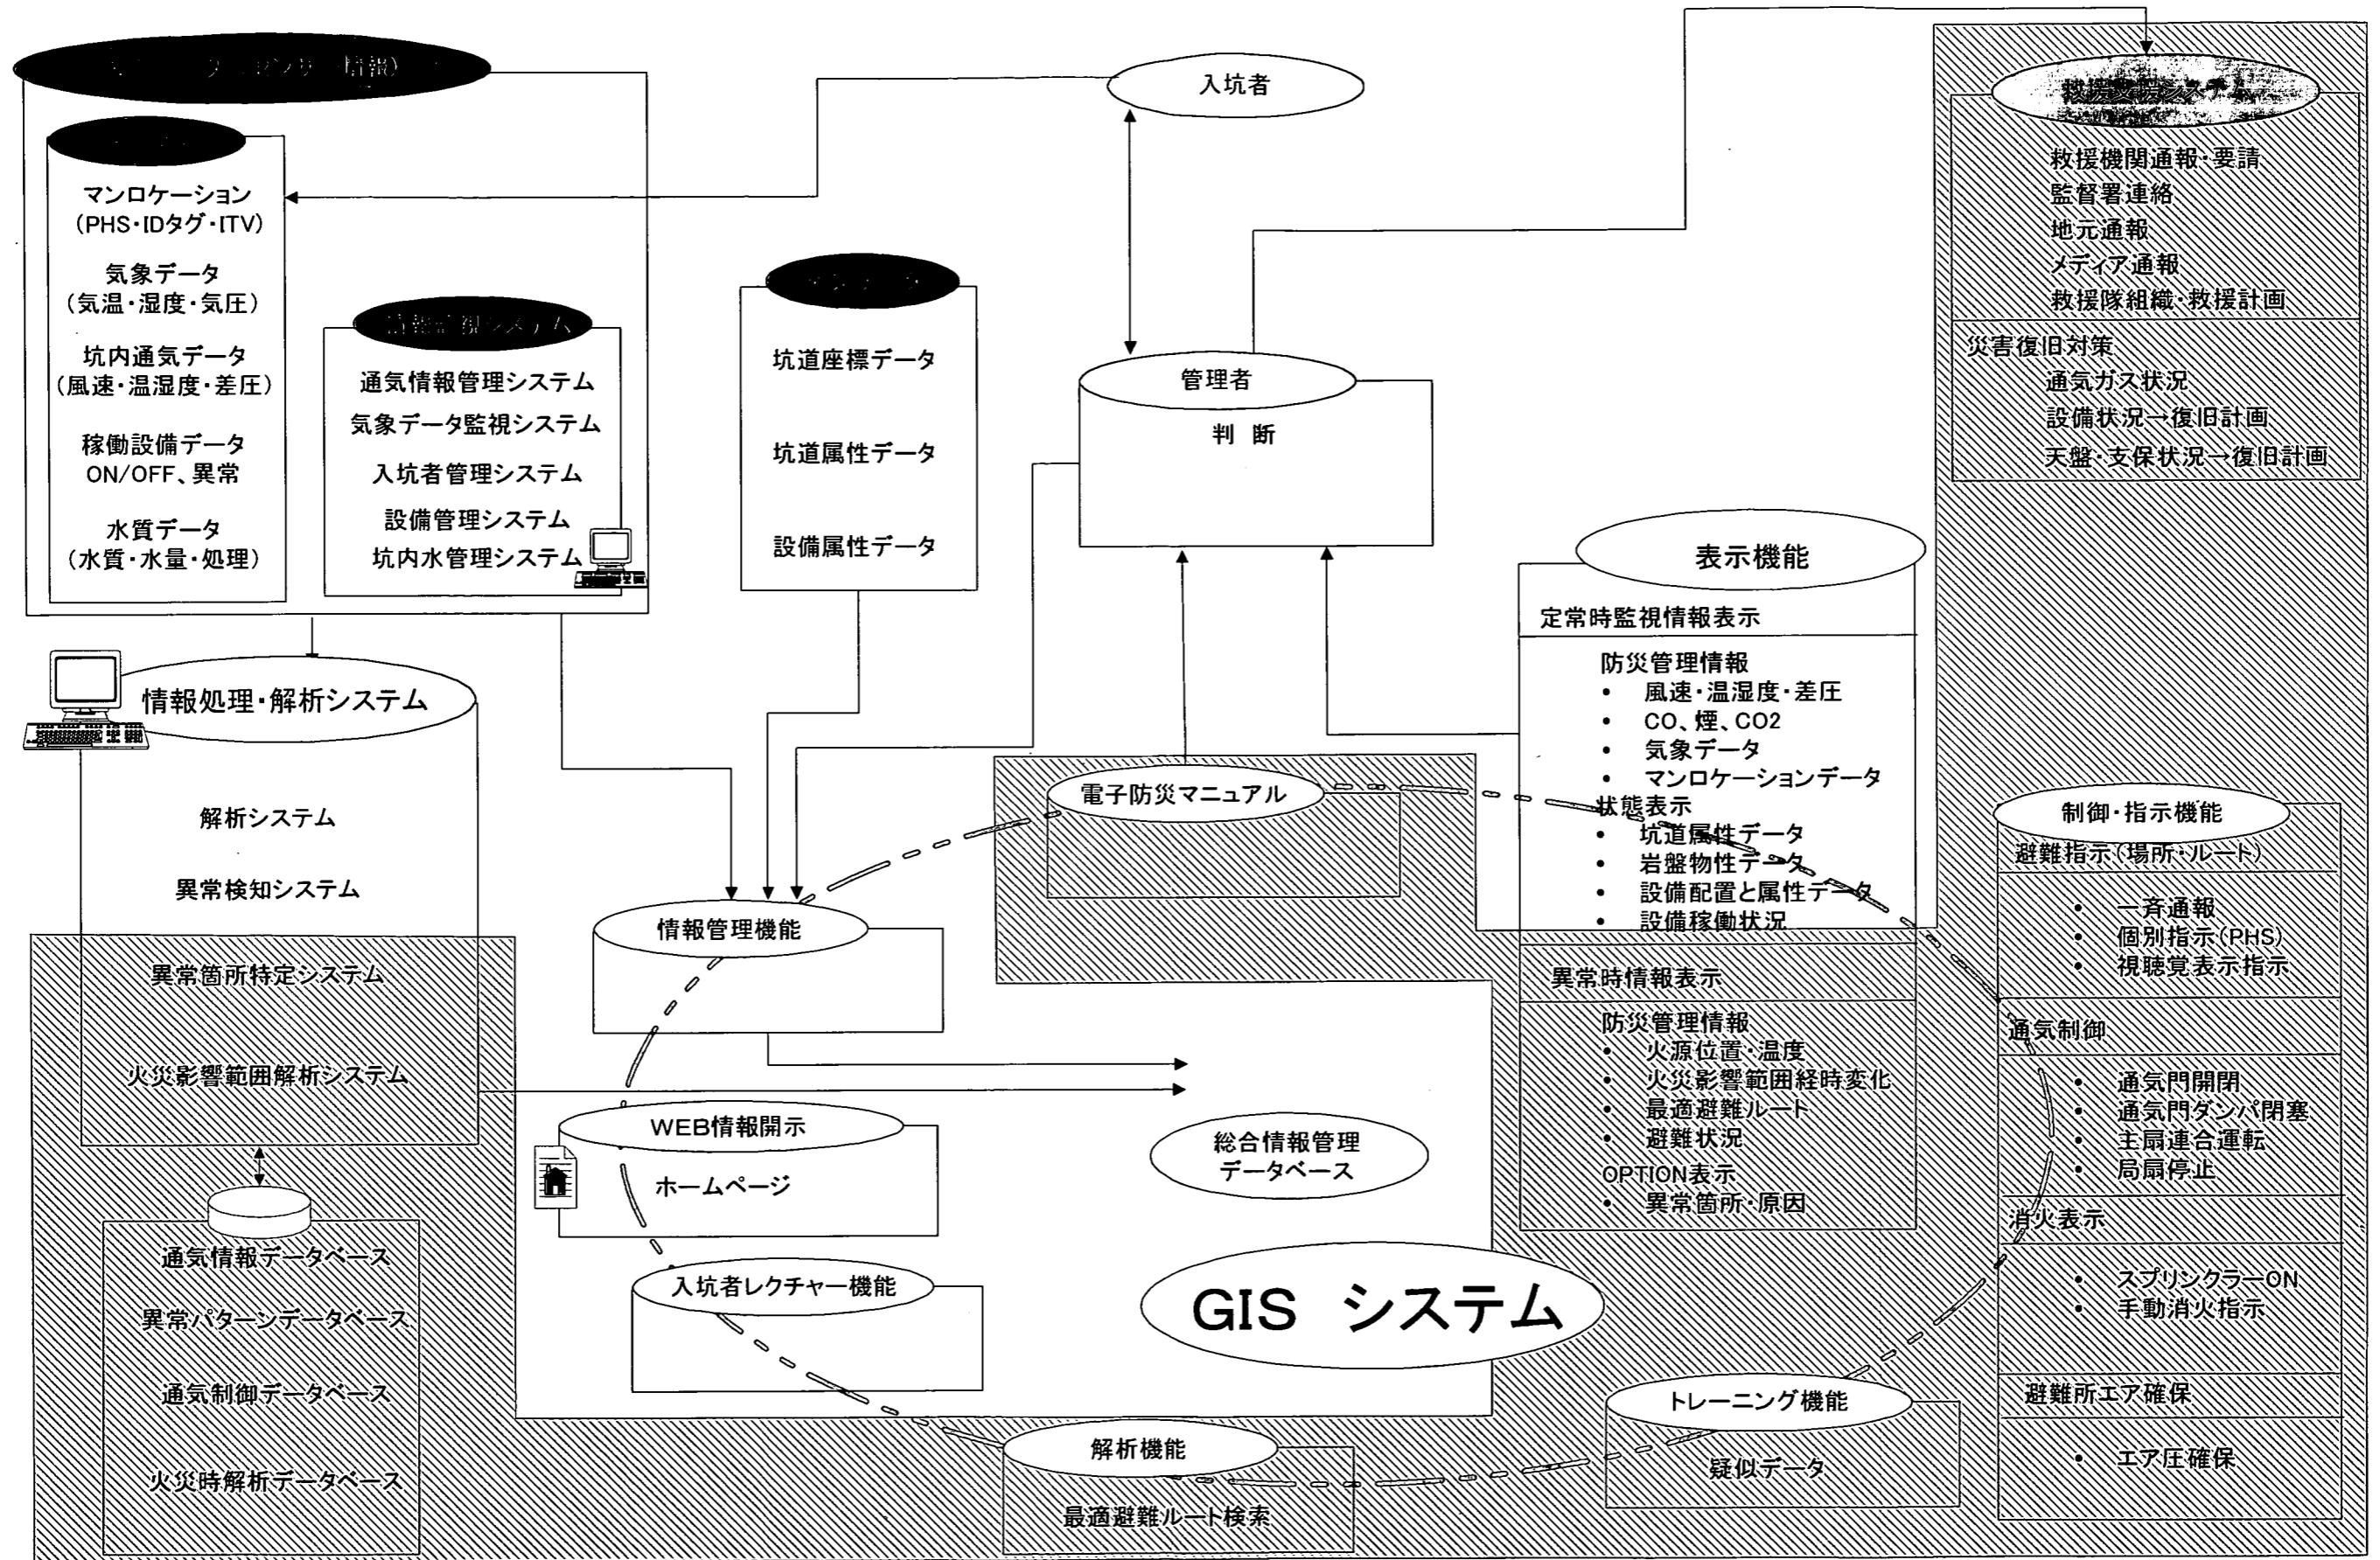 情報)
入坑者
救援支援システム
救援機関通報・要請
監督署連絡
地元通報
メディア通報
救援隊組織・救援計画
災害復旧対策
通気ガス状況
設備状況→復旧計画
天盤・支保状況→復旧計画
マンロケーション
(PHS・IDタグ・ITV)
気象データ
(気温・湿度・気圧)
坑内通気データ
(風速・温湿度・差圧)
稼働設備データ
ON/OFF、異常
水質データ
(水質・水量・処理)
情報監視システム
通気情報管理システム
気象データ監視システム
入坑者管理システム
設備管理システム
坑内水管理システム
坑道座標データ
坑道属性データ
設備属性データ
管理者
判 断
表示機能
定常時監視情報表示
防災管理情報
• 風速・温湿度・差圧
• CO、煙、CO2
• 気象データ
• マンロケーションデータ
状態表示
• 坑道属性データ
• 岩盤物性データ
• 設備配置と属性データ
• 設備稼働状況
異常時情報表示
防災管理情報
• 火源位置・温度
• 火災影響範囲経時変化
• 最適避難ルート
• 避難状況
OPTION表示
• 異常箇所・原因
情報処理・解析システム
解析システム
異常検知システム
異常箇所特定システム
火災影響範囲解析システム
通気情報データベース
異常パターンデータベース
通気制御データベース
火災時解析データベース
電子防災マニュアル
情報管理機能
WEB情報開示
ホームページ
入坑者レクチャー機能
総合情報管理
データベース
GIS システム
解析機能
最適避難ルート検索
トレーニング機能
疑似データ
制御・指示機能
避難指示(場所・ルート)
• 一斉通報
• 個別指示(PHS)
• 視聴覚表示指示
通気制御
• 通気門開閉
• 通気門ダンパ閉塞
• 主扇連合運転
• 局扇停止
消火表示
• スプリンクラーON
• 手動消火指示
避難所エア確保
• エア圧確保